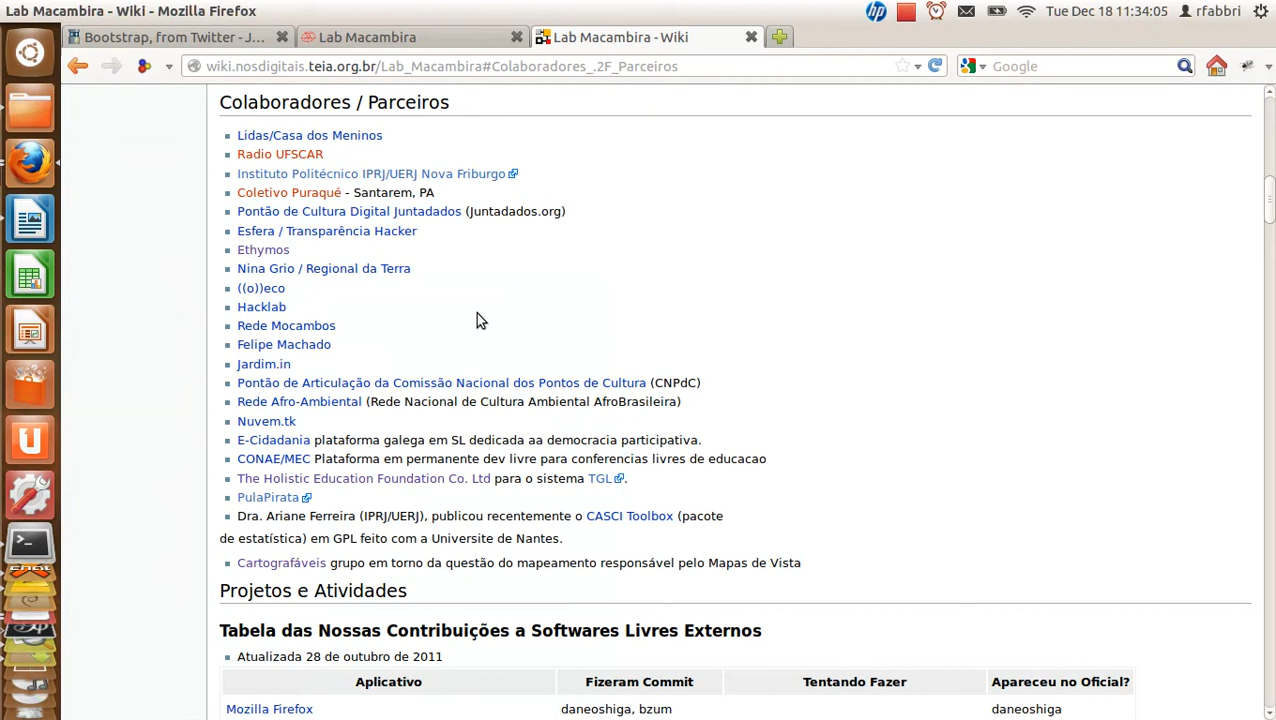 Lab Macambira - Wiki - Mozilla Firefox
Tue Dec 18 11:34:05 rfabbri
Bootstrap, from Twitter - J...
Lab Macambira
Lab Macambira - Wiki
wiki.nosdigitais.teia.org.br/Lab_Macambira#Colaboradores_.2F_Parceiros
Google
Colaboradores / Parceiros
Lidas/Casa dos Meninos
Radio UFSCAR
Instituto Politécnico IPRJ/UERJ Nova Friburgo
Coletivo Puraqué - Santarem, PA
Pontão de Cultura Digital Juntadados (Juntadados.org)
Esfera / Transparência Hacker
Ethymos
Nina Grio / Regional da Terra
((o))eco
Hacklab
Rede Mocambos
Felipe Machado
Jardim.in
Pontão de Articulação da Comissão Nacional dos Pontos de Cultura (CNPdC)
Rede Afro-Ambiental (Rede Nacional de Cultura Ambiental AfroBrasileira)
Nuvem.tk
E-Cidadania plataforma galega em SL dedicada aa democracia participativa.
CONAE/MEC Plataforma em permanente dev livre para conferencias livres de educacao
The Holistic Education Foundation Co. Ltd para o sistema TGL.
PulaPirata
Dra. Ariane Ferreira (IPRJ/UERJ), publicou recentemente o CASCI Toolbox (pacote
de estatística) em GPL feito com a Universite de Nantes.
Cartografáveis grupo em torno da questão do mapeamento responsável pelo Mapas de Vista
Projetos e Atividades
Tabela das Nossas Contribuições a Softwares Livres Externos
Atualizada 28 de outubro de 2011
Aplicativo Fizeram Commit Tentando Fazer Apareceu no Oficial?
Mozilla Firefox daneoshiga, bzum daneoshiga